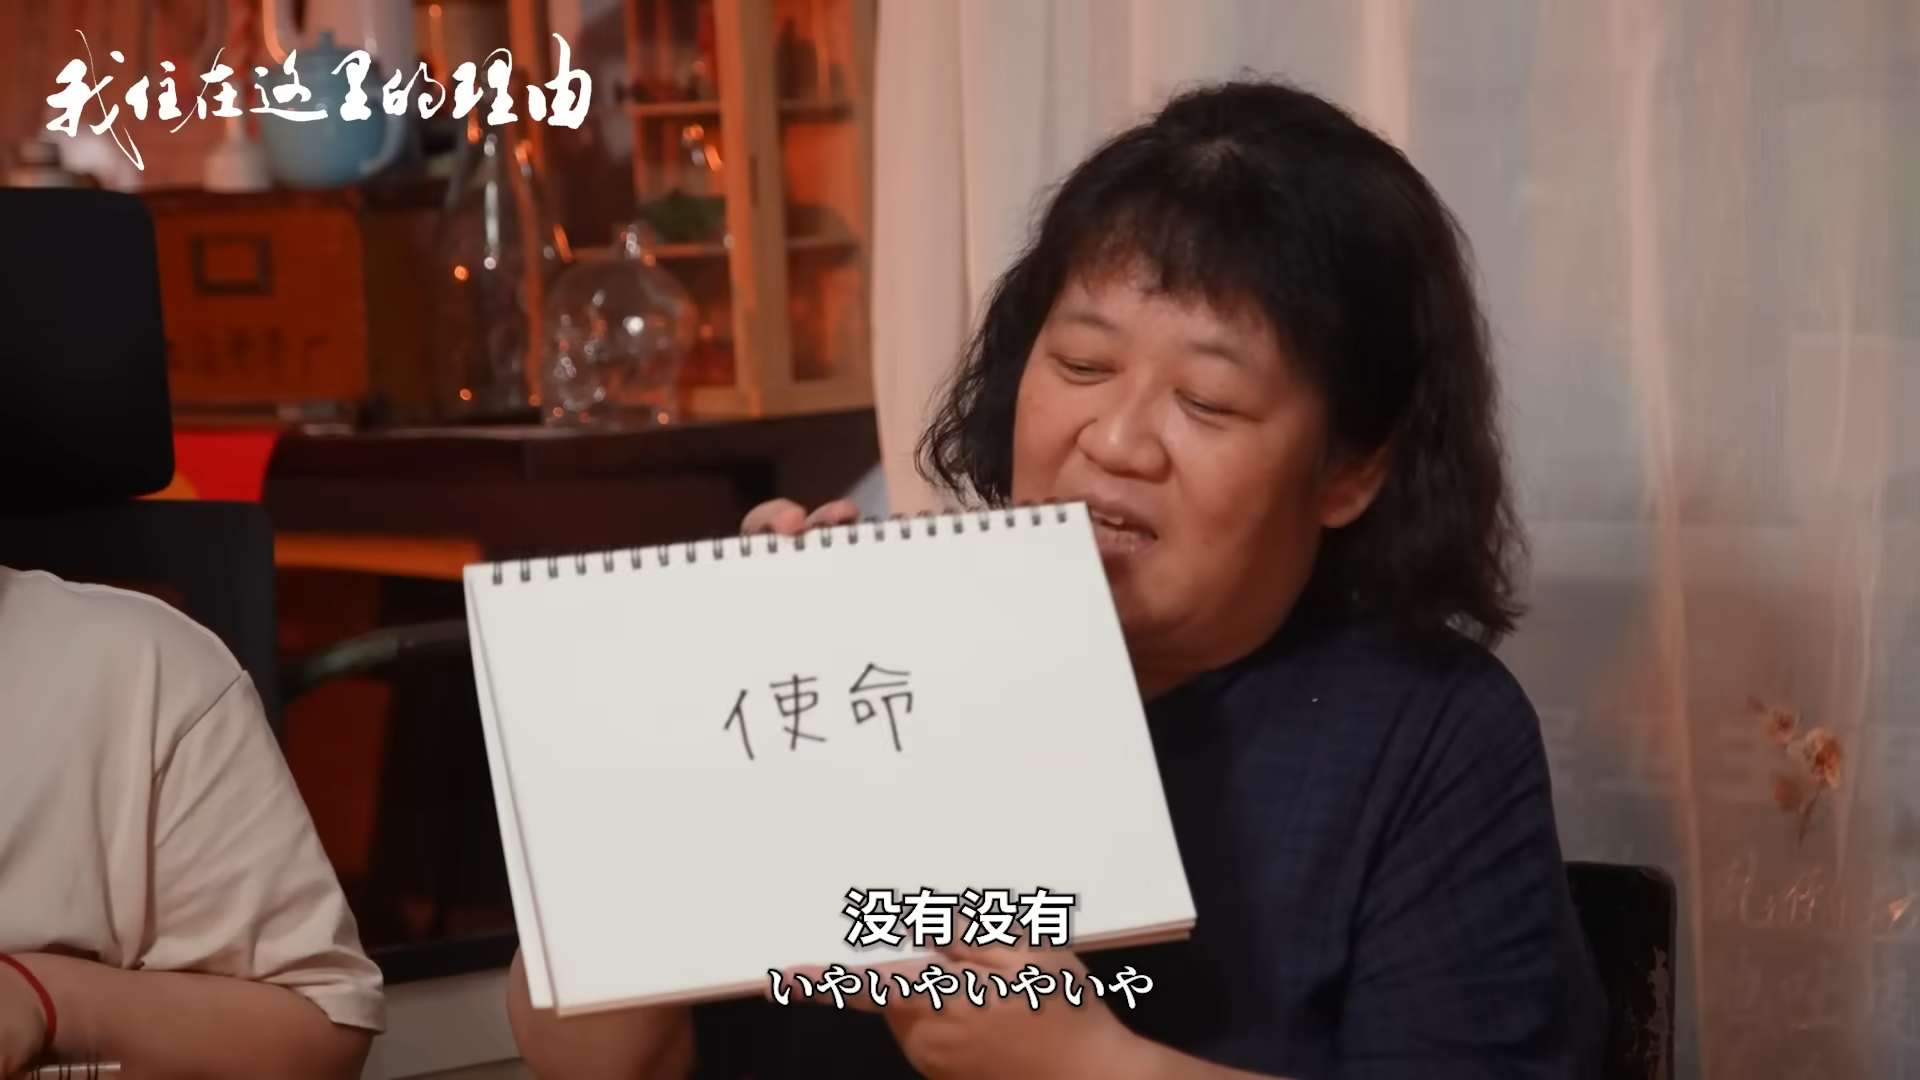 我住在这里的理由
使命
没有没有
いやいやいやいや